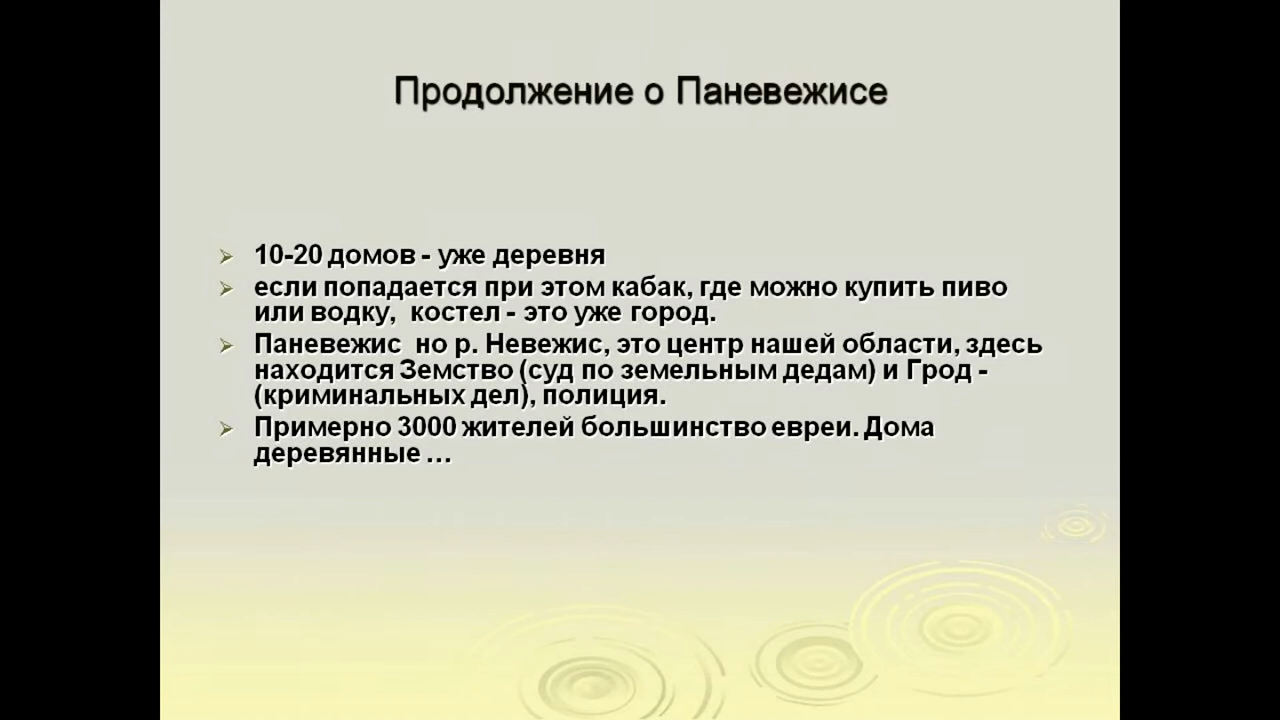 Продолжение о Паневежисе
10-20 домов - уже деревня
если попадается при этом кабак, где можно купить пиво
или водку, костел - это уже город.
Паневежис но р. Невежис, это центр нашей области, здесь
находится Земство (суд по земельным дедам) и Грод -
(криминальных дел), полиция.
Примерно 3000 жителей большинство евреи. Дома
деревянные ...